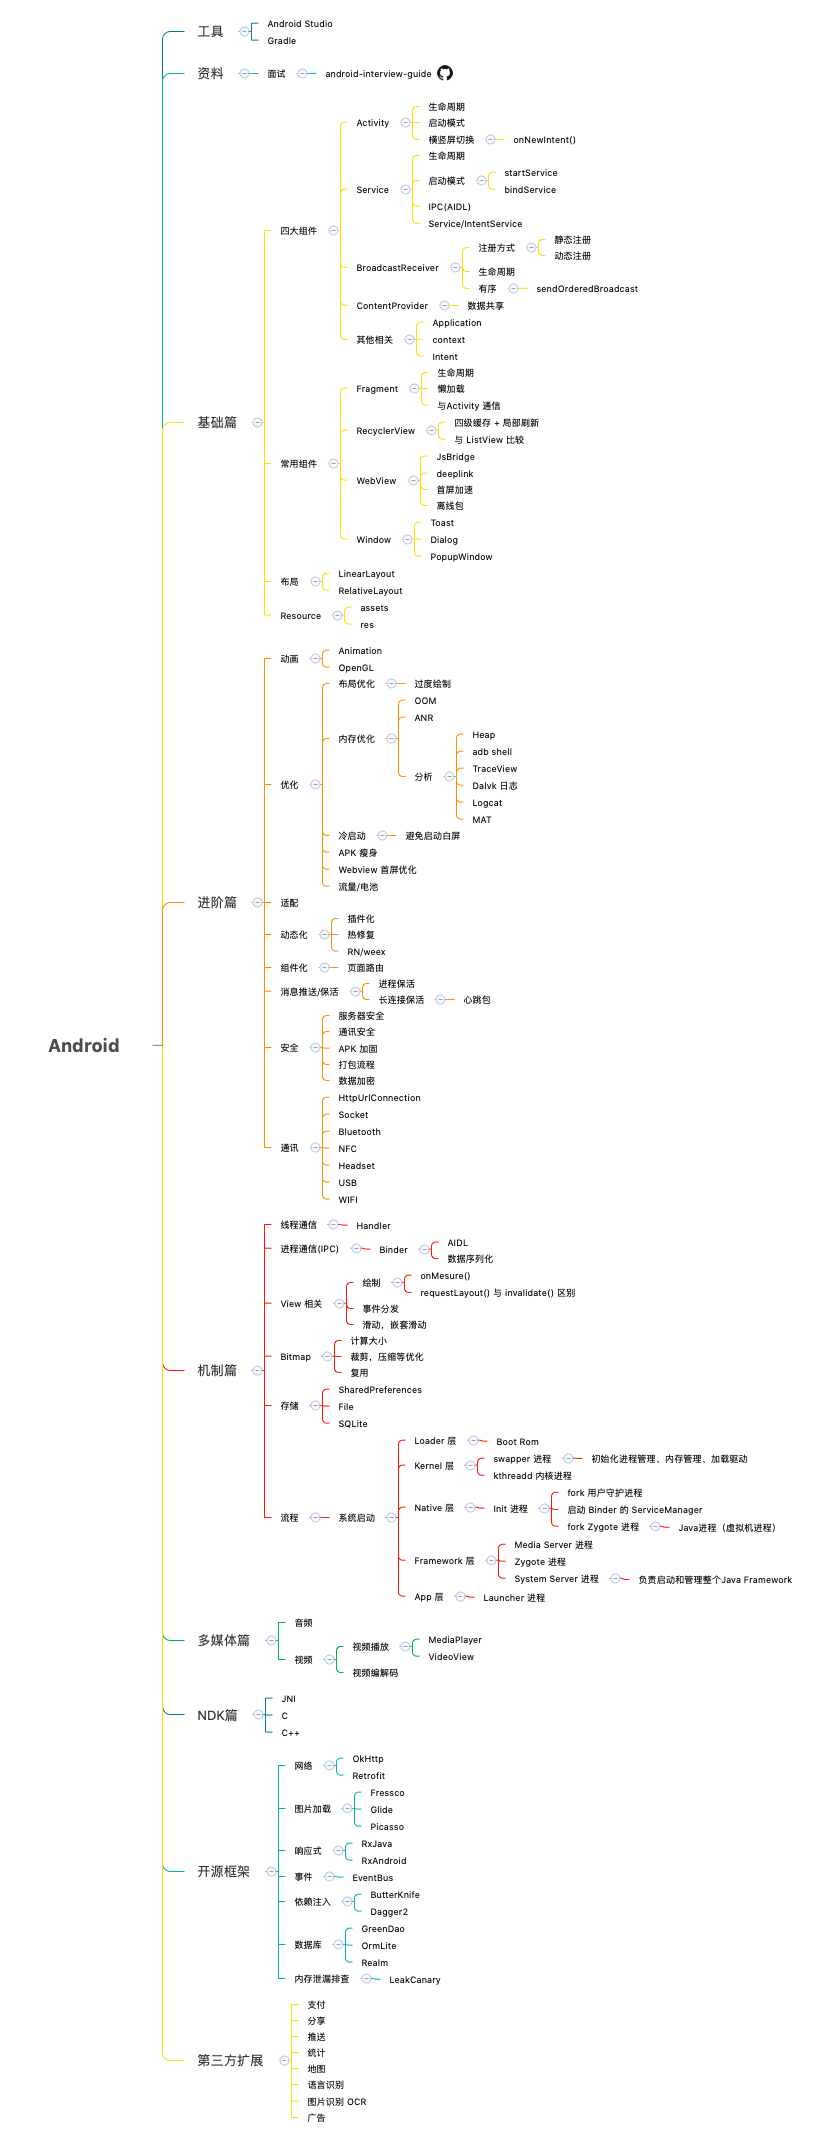 工具
Android Studio
Gradle
资料
面试
android-interview-guide
基础篇
四大组件
Activity
生命周期
启动模式
横竖屏切换
onNewIntent()
Service
生命周期
启动模式
startService
bindService
IPC(AIDL)
Service/IntentService
BroadcastReceiver
注册方式
静态注册
动态注册
生命周期
有序
sendOrderedBroadcast
ContentProvider
数据共享
其他相关
Application
context
Intent
常用组件
Fragment
生命周期
懒加载
与Activity 通信
RecyclerView
四级缓存 + 局部刷新
与 ListView 比较
WebView
JsBridge
deeplink
首屏加速
离线包
Window
Toast
Dialog
PopupWindow
布局
LinearLayout
RelativeLayout
Resource
assets
res
Android
进阶篇
动画
Animation
OpenGL
优化
布局优化
过度绘制
内存优化
OOM
ANR
分析
Heap
adb shell
TraceView
Dalvk 日志
Logcat
MAT
冷启动
避免启动白屏
APK 瘦身
Webview 首屏优化
流量/电池
适配
动态化
插件化
热修复
RN/weex
组件化
页面路由
消息推送/保活
进程保活
长连接保活
心跳包
安全
服务器安全
通讯安全
APK 加固
打包流程
数据加密
通讯
HttpUrlConnection
Socket
Bluetooth
NFC
Headset
USB
WIFI
机制篇
线程通信
Handler
进程通信(IPC)
Binder
AIDL
数据序列化
View 相关
绘制
onMesure()
requestLayout() 与 invalidate() 区别
事件分发
滑动，嵌套滑动
Bitmap
计算大小
裁剪，压缩等优化
复用
存储
SharedPreferences
File
SQLite
流程
系统启动
Loader 层
Boot Rom
Kernel 层
swapper 进程
初始化进程管理、内存管理、加载驱动
kthreadd 内核进程
Native 层
Init 进程
fork 用户守护进程
启动 Binder 的 ServiceManager
fork Zygote 进程
Java进程（虚拟机进程）
Framework 层
Media Server 进程
Zygote 进程
System Server 进程
负责启动和管理整个Java Framework
App 层
Launcher 进程
多媒体篇
音频
视频
视频播放
MediaPlayer
VideoView
视频编解码
NDK篇
JNI
C
C++
开源框架
网络
OkHttp
Retrofit
图片加载
Fressco
Glide
Picasso
响应式
RxJava
RxAndroid
事件
EventBus
依赖注入
ButterKnife
Dagger2
数据库
GreenDao
OrmLite
Realm
内存泄漏排查
LeakCanary
第三方扩展
支付
分享
推送
统计
地图
语言识别
图片识别 OCR
广告